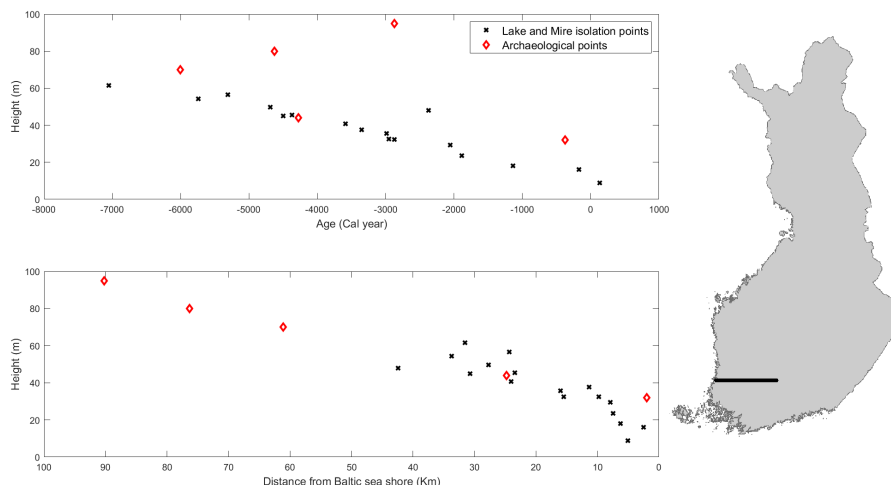 100
80
60
40
20
0
Height (m)
-8000 -7000 -6000 -5000 -4000 -3000 -2000 -1000 0 1000
Age (Cal year)
Lake and Mire isolation points
Archaeological points
100
80
60
40
20
0
Height (m)
100 90 80 70 60 50 40 30 20 10 0
Distance from Baltic sea shore (Km)